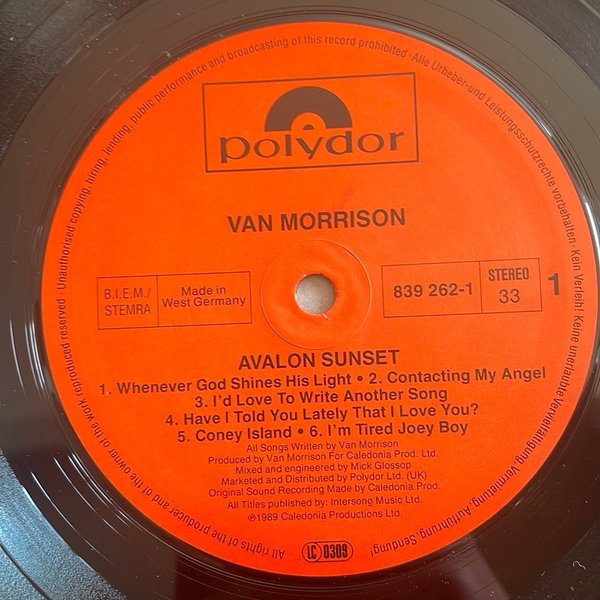 polydor
VAN MORRISON
B.I.E.M./
STEMRA
Made in
West Germany
839 262-1
STEREO
33
1
AVALON SUNSET
1. Whenever God Shines His Light • 2. Contacting My Angel
3. I'd Love To Write Another Song
4. Have I Told You Lately That I Love You?
5. Coney Island • 6. I'm Tired Joey Boy
All Songs Written by Van Morrison
Produced by Van Morrison For Caledonia Prod.
Mixed and engineered by Mick Glossop
Marketed and Distributed by Polydor Ltd. (UK)
Original Sound Recording Made by Caledonia Prod.
All Titles published by: Intersong Music Ltd.
℗1989 Caledonia Productions Ltd.
LC 0309
All rights of the producer and of the owner of the work reproduced reserved · Unauthorised copying, hiring, lending, public performance and broadcasting of this record prohibited · Alle Urheber-und Leistungsschutzrechte vorbehalten · Kein Verleih! Keine unerlaubte Vervielfältigung, Vermietung, Aufführung, Sendung!